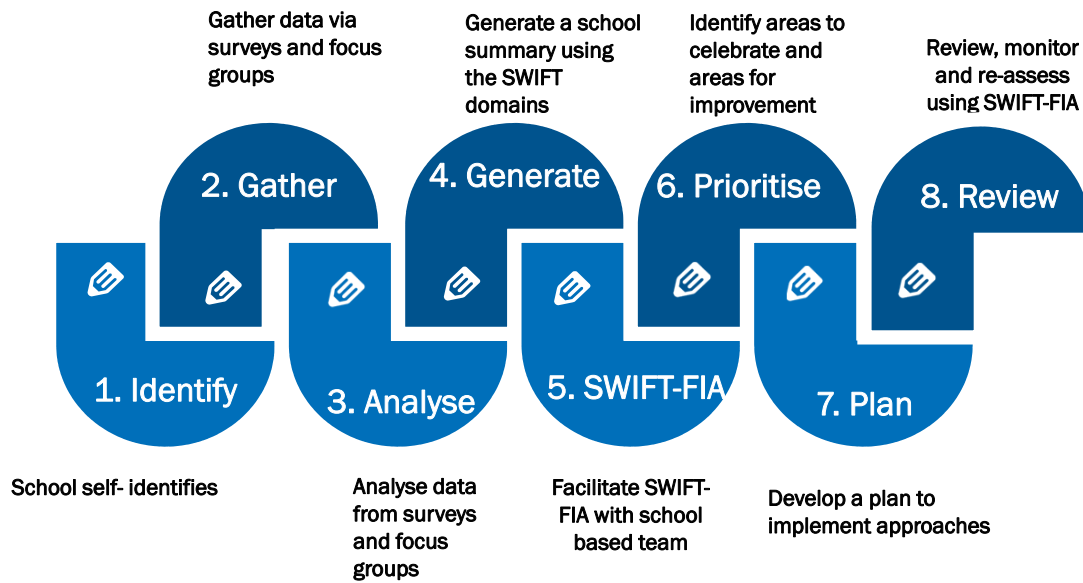 Gather data via
surveys and focus
groups
Generate a school
summary using
the SWIFT
domains
Identify areas to
celebrate and
areas for
improvement
Review, monitor
and re-assess
using SWIFT-FIA
2. Gather
4. Generate
6. Prioritise
8. Review
1. Identify
3. Analyse
5. SWIFT-FIA
7. Plan
School self- identifies
Analyse data
from surveys
and focus
groups
Facilitate SWIFT-
FIA with school
based team
Develop a plan to
implement approaches